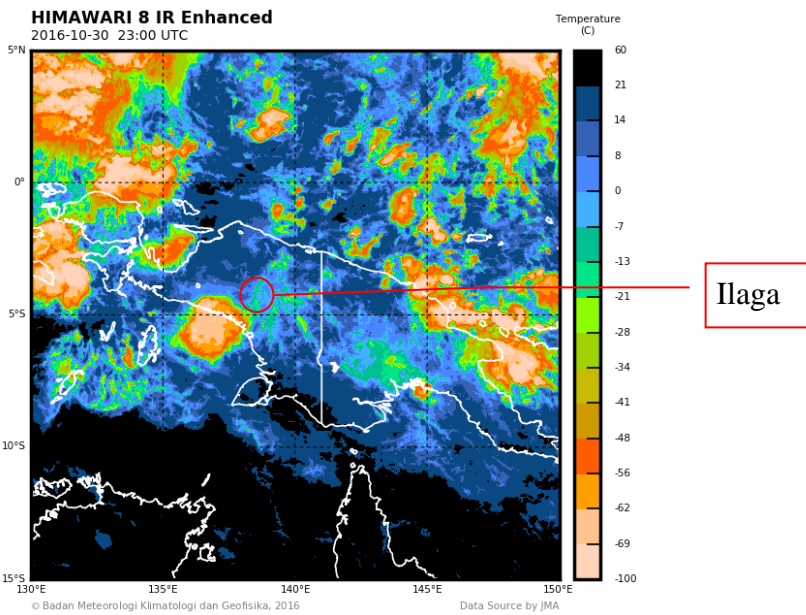 HIMAWARI 8 IR Enhanced
2016-10-30 23:00 UTC
Temperature
(C)
5°N
0°
5°S
10°S
15°S
130°E
135°E
140°E
145°E
150°E
60
21
14
8
0
-7
-13
-21
-28
-34
-41
-48
-56
-62
-69
-100
Ilaga
© Badan Meteorologi Klimatologi dan Geofisika, 2016
Data Source by JMA